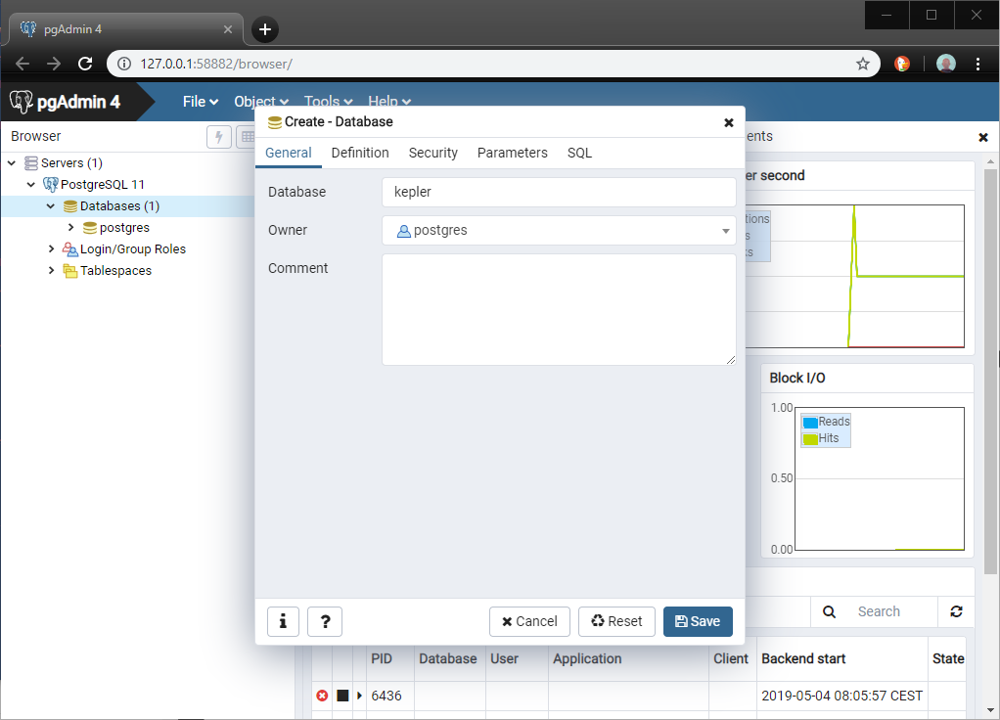 pgAdmin 4
127.0.0.1:58882/browser/
pgAdmin 4
File Object Tools Help
Browser
Servers (1)
PostgreSQL 11
Databases (1)
postgres
Login/Group Roles
Tablespaces
Create - Database
General Definition Security Parameters SQL
Database kepler
Owner postgres
Comment
Cancel Reset Save
ents
er second
tions
s
ks
Block I/O
1.00
Reads
Hits
0.50
0.00
Search
PID Database User Application Client Backend start State
6436 2019-05-04 08:05:57 CEST